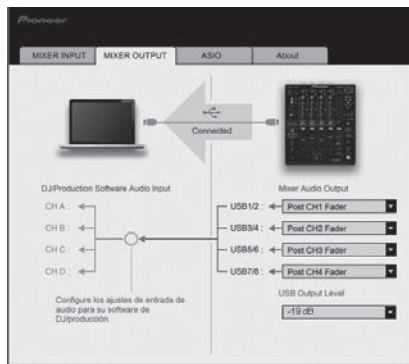 Pioneer
MIXER INPUT
MIXER OUTPUT
ASIO
About
Connected
DJ/Production Software Audio Input
Mixer Audio Output
CH A :
CH B :
CH C :
CH D :
USB1/2 :
Post CH1 Fader
USB3/4 :
Post CH2 Fader
USB5/6 :
Post CH3 Fader
USB7/8 :
Post CH4 Fader
Configure los ajustes de entrada de
audio para su software de
DJ/producción.
USB Output Level
-19 dB